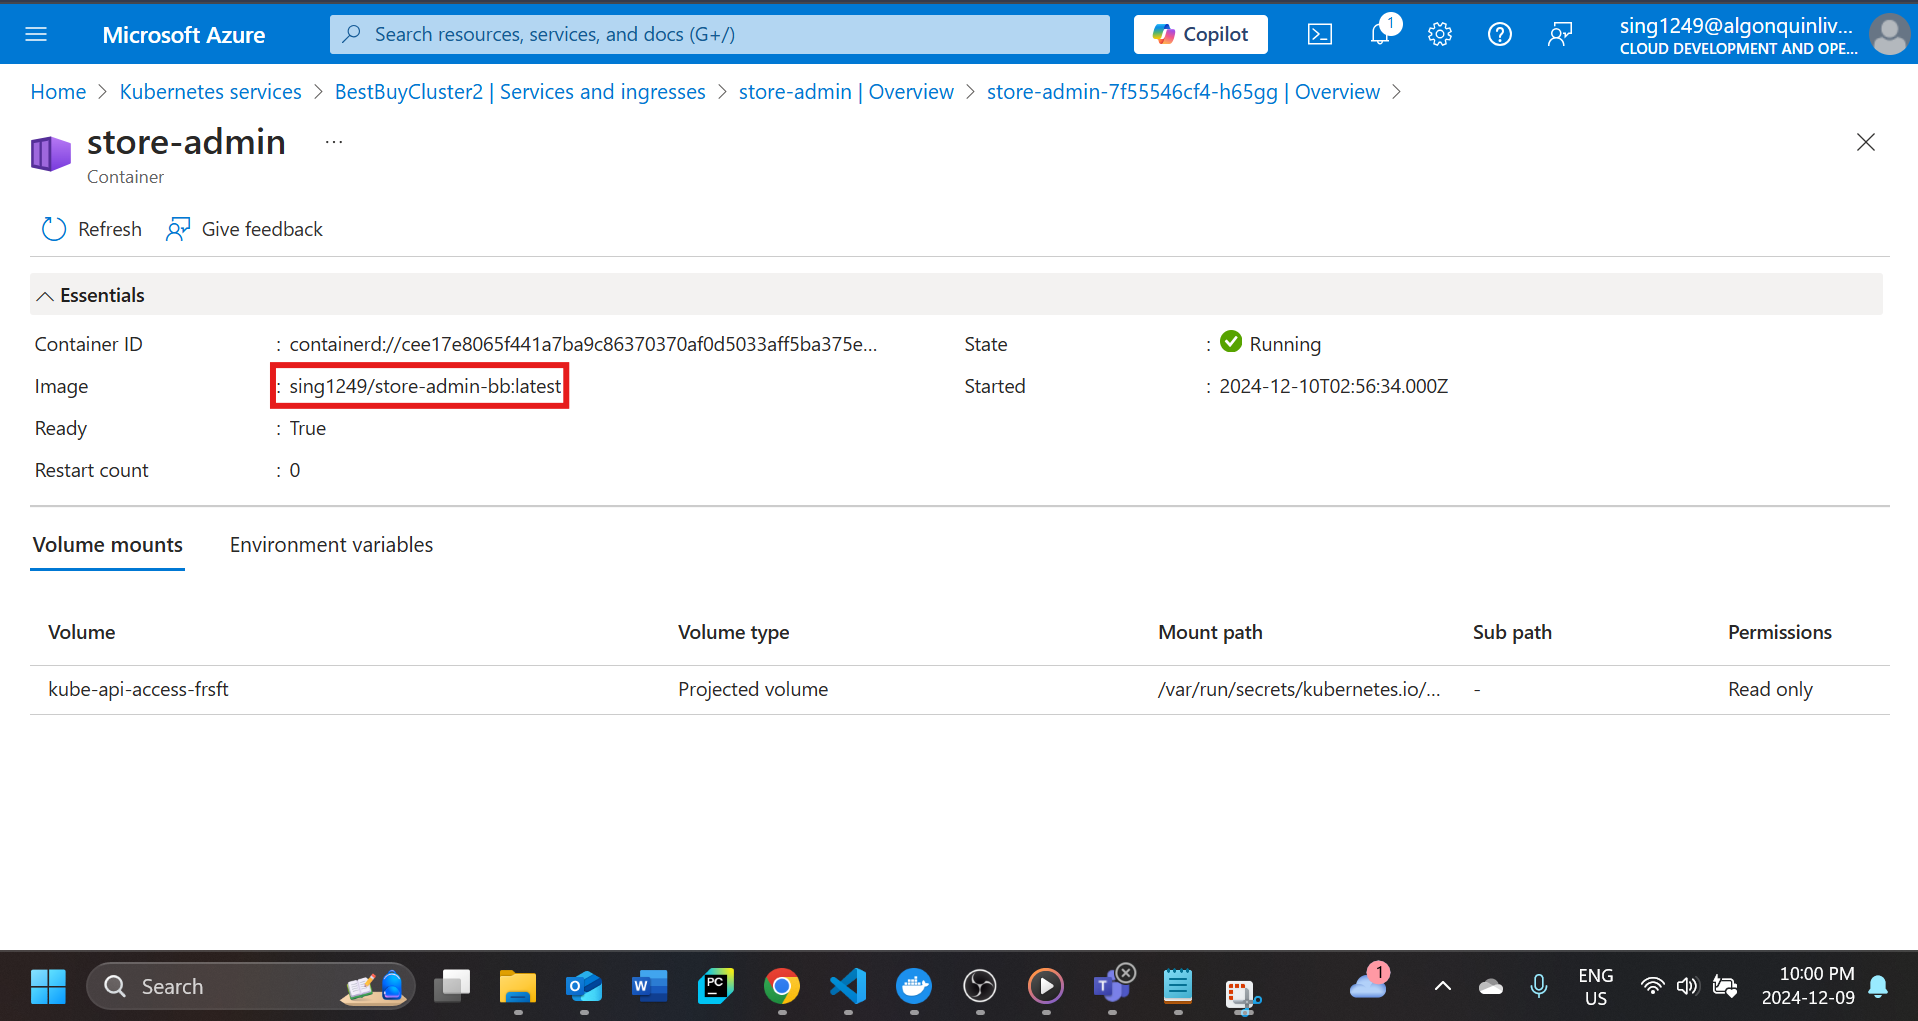 Microsoft Azure
Search resources, services, and docs (G+/)
Copilot
1
sing1249@algonquinliv...
CLOUD DEVELOPMENT AND OPE...
Home > Kubernetes services > BestBuyCluster2 | Services and ingresses > store-admin | Overview > store-admin-7f55546cf4-h65gg | Overview >
store-admin ...
Container
Refresh Give feedback
Essentials
Container ID : containerd://cee17e8065f441a7ba9c86370370af0d5033aff5ba375e... State : Running
Image : sing1249/store-admin-bb:latest Started : 2024-12-10T02:56:34.000Z
Ready : True
Restart count : 0
Volume mounts Environment variables
Volume Volume type Mount path Sub path Permissions
kube-api-access-frsft Projected volume /var/run/secrets/kubernetes.io/... - Read only
Search
O
W
PC
T
1
ENG
US
10:00 PM
2024-12-09